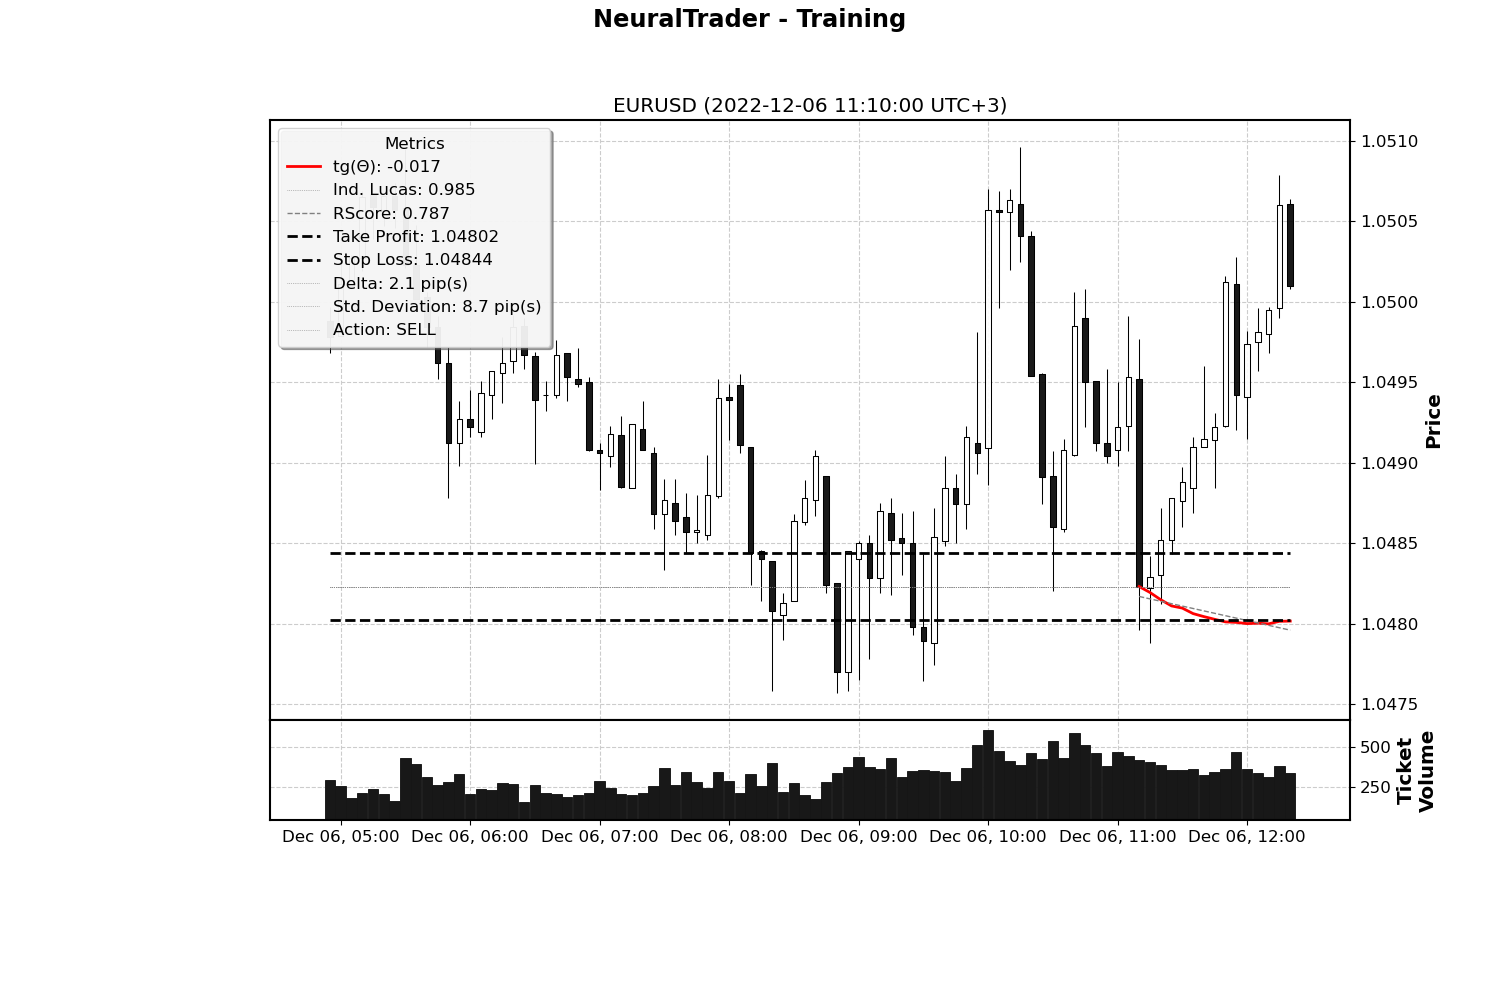 NeuralTrader - Training
EURUSD (2022-12-06 11:10:00 UTC+3)
Metrics
tg(Θ): -0.017
Ind. Lucas: 0.985
RScore: 0.787
Take Profit: 1.04802
Stop Loss: 1.04844
Delta: 2.1 pip(s)
Std. Deviation: 8.7 pip(s)
Action: SELL
1.0510
1.0505
1.0500
1.0495
1.0490
1.0485
1.0480
1.0475
Price
500
250
Ticket
Volume
Dec 06, 05:00
Dec 06, 06:00
Dec 06, 07:00
Dec 06, 08:00
Dec 06, 09:00
Dec 06, 10:00
Dec 06, 11:00
Dec 06, 12:00